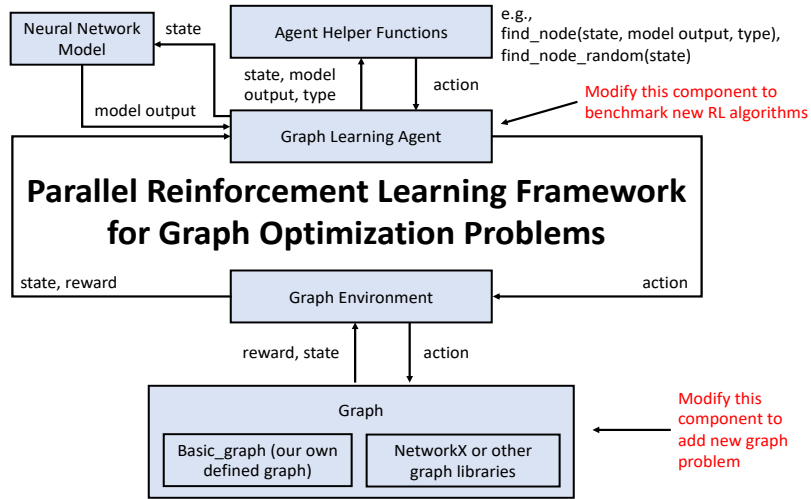 Neural Network
Model
state
Agent Helper Functions
e.g.,
find_node(state, model output, type),
find_node_random(state)
state, model
output, type
action
Modify this component to
benchmark new RL algorithms
model output
Graph Learning Agent
Parallel Reinforcement Learning Framework
for Graph Optimization Problems
state, reward
Graph Environment
action
reward, state
action
Graph
Basic_graph (our own
defined graph)
NetworkX or other
graph libraries
Modify this
component to
add new graph
problem